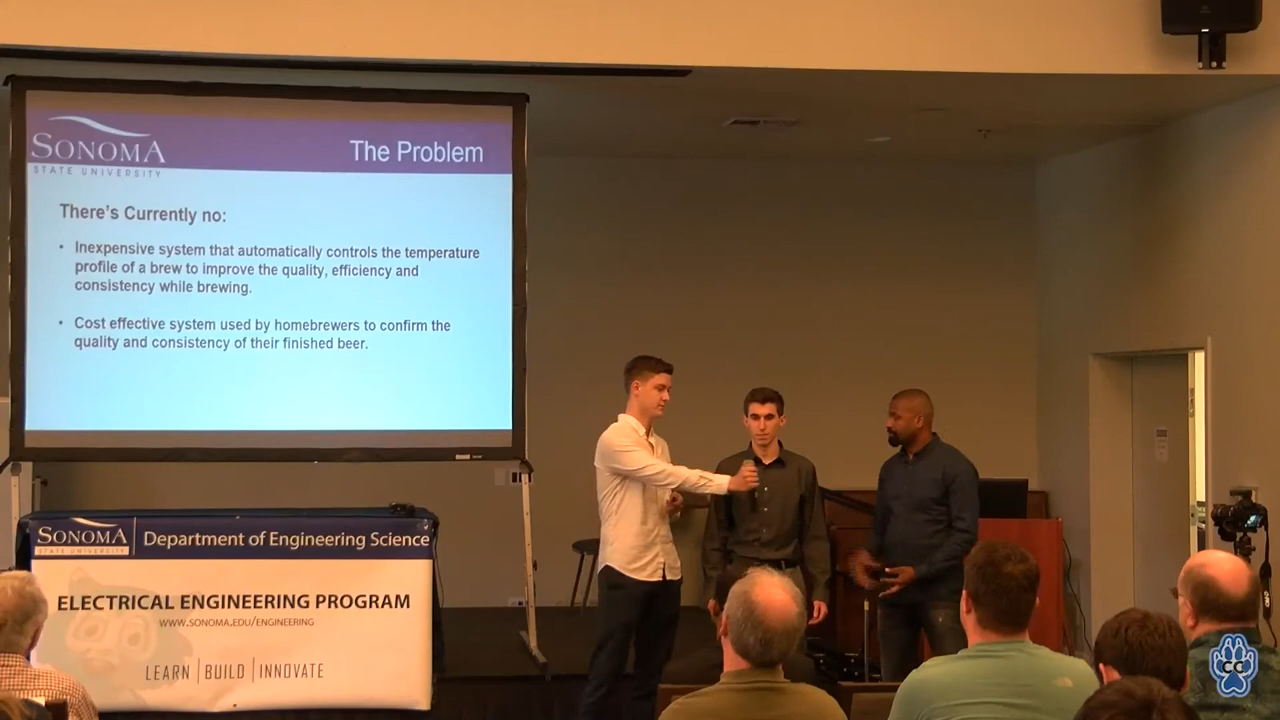 SONOMA
STATE UNIVERSITY
The Problem
There's Currently no:
• Inexpensive system that automatically controls the temperature
profile of a brew to improve the quality, efficiency and
consistency while brewing.
• Cost effective system used by homebrewers to confirm the
quality and consistency of their finished beer.
SONOMA
STATE UNIVERSITY
Department of Engineering Science
ELECTRICAL ENGINEERING PROGRAM
WWW.SONOMA.EDU/ENGINEERING
LEARN | BUILD | INNOVATE
CC